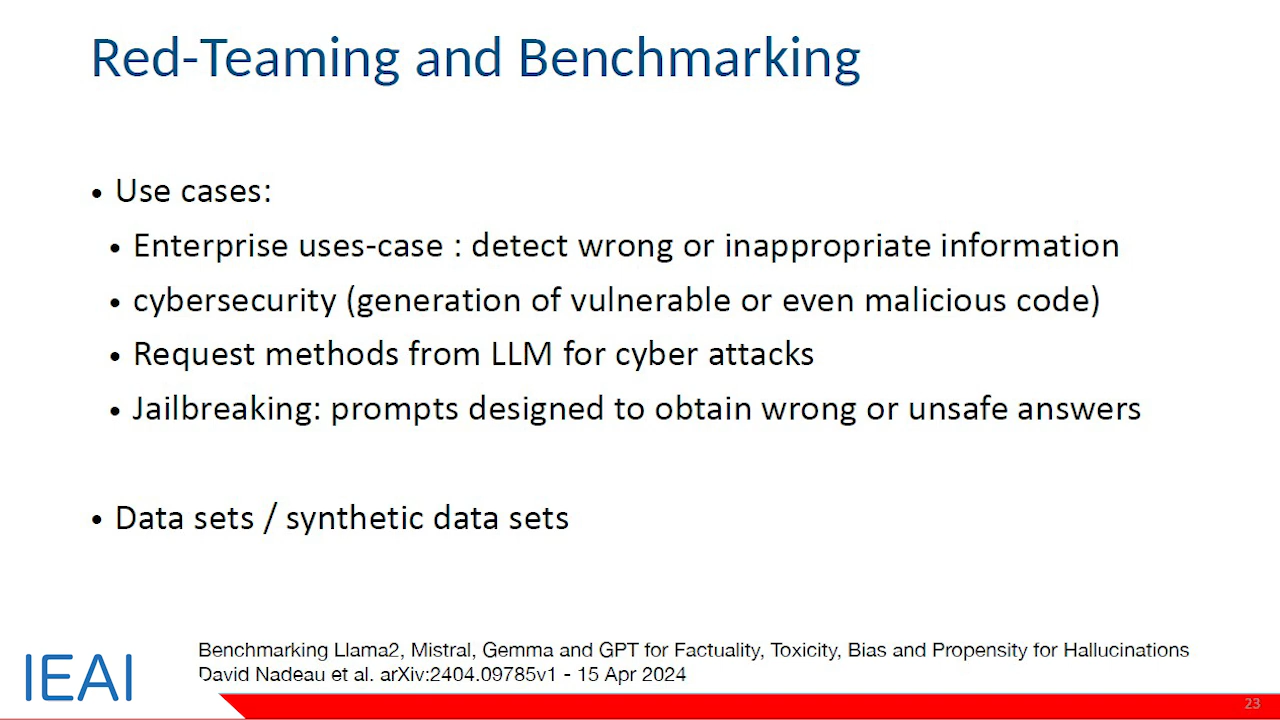 Red-Teaming and Benchmarking
• Use cases:
• Enterprise uses-case : detect wrong or inappropriate information
• cybersecurity (generation of vulnerable or even malicious code)
• Request methods from LLM for cyber attacks
• Jailbreaking: prompts designed to obtain wrong or unsafe answers
• Data sets / synthetic data sets
Benchmarking Llama2, Mistral, Gemma and GPT for Factuality, Toxicity, Bias and Propensity for Hallucinations
David Nadeau et al. arXiv:2404.09785v1 - 15 Apr 2024
IEAI
23